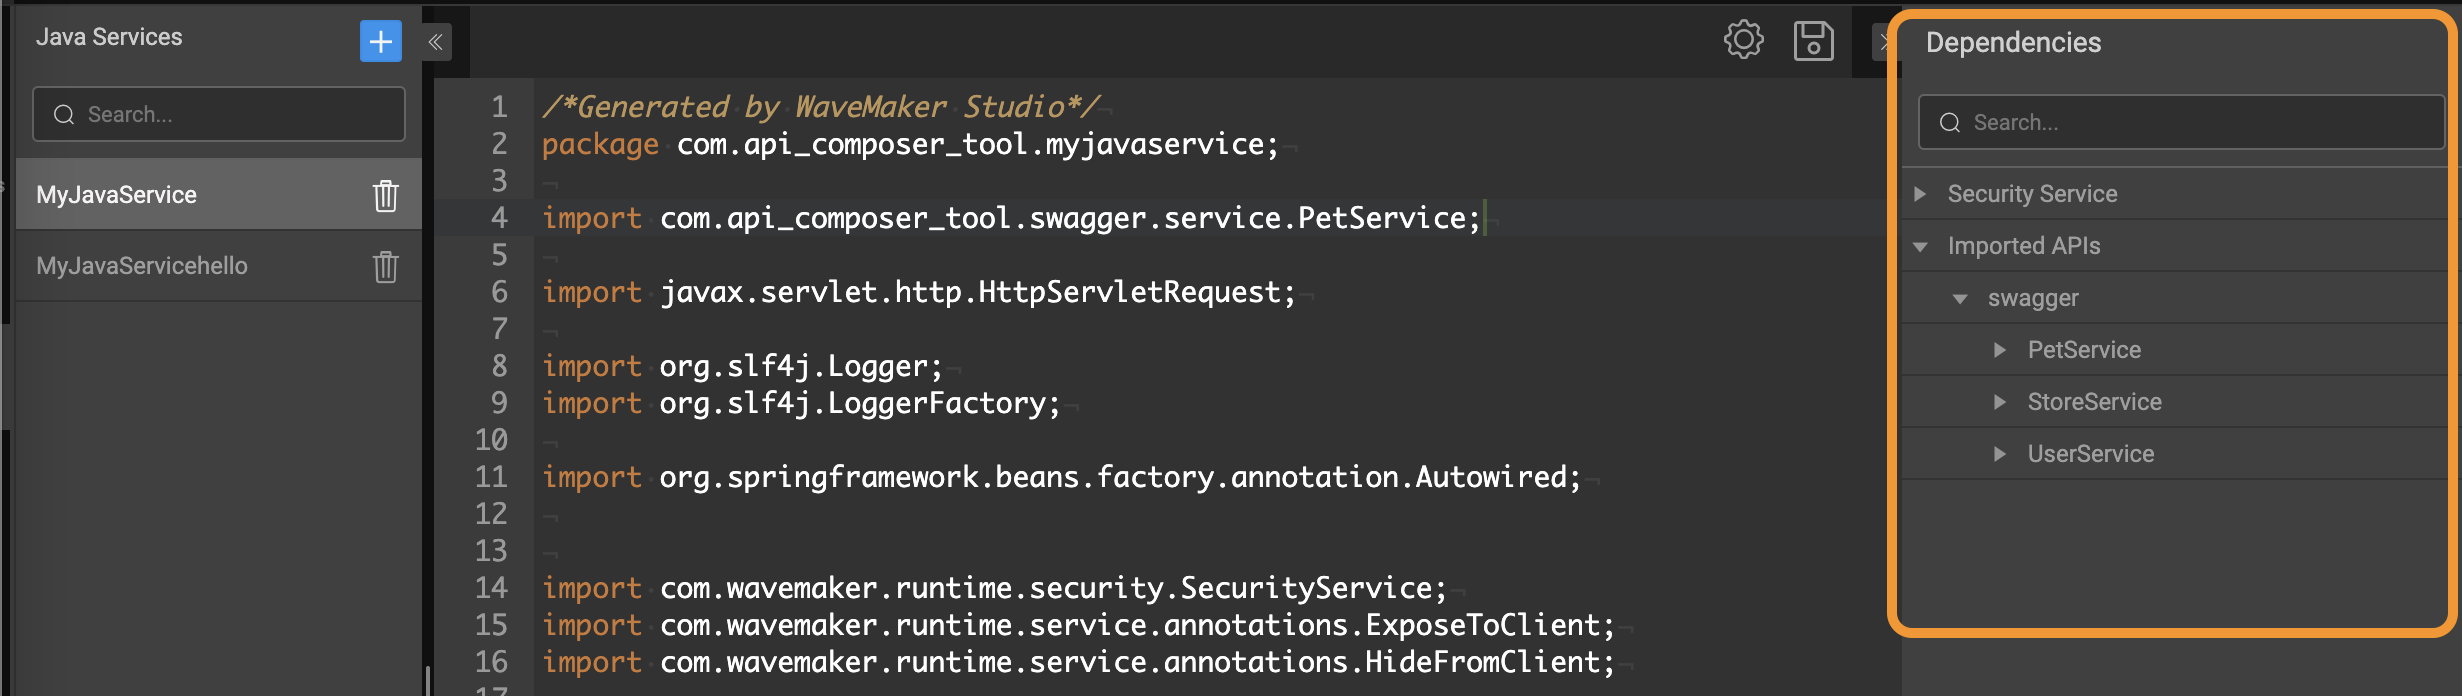 Java Services
Search...
MyJavaService
MyJavaServicehello
1 /*Generated by WaveMaker Studio*/
2 package com.api_composer_tool.myjavaservice;
3
4 import com.api_composer_tool.swagger.service.PetService;
5
6 import javax.servlet.http.HttpServletRequest;
7
8 import org.slf4j.Logger;
9 import org.slf4j.LoggerFactory;
10
11 import org.springframework.beans.factory.annotation.Autowired;
12
13
14 import com.wavemaker.runtime.security.SecurityService;
15 import com.wavemaker.runtime.service.annotations.ExposeToClient;
16 import com.wavemaker.runtime.service.annotations.HideFromClient;
17
Dependencies
Search...
Security Service
Imported APIs
swagger
PetService
StoreService
UserService